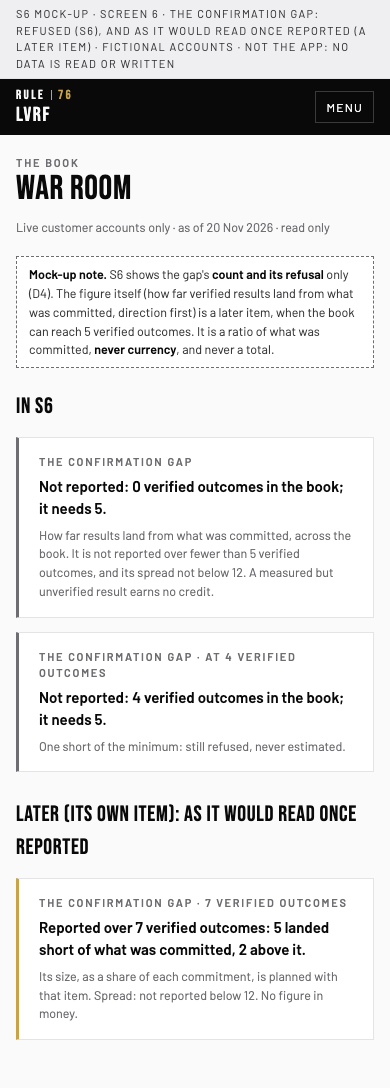 S6 MOCK-UP · SCREEN 6 · THE CONFIRMATION GAP:
REFUSED (S6), AND AS IT WOULD READ ONCE REPORTED (A
LATER ITEM) · FICTIONAL ACCOUNTS · NOT THE APP: NO
DATA IS READ OR WRITTEN
RULE | 76
LVRF
MENU
THE BOOK
WAR ROOM
Live customer accounts only · as of 20 Nov 2026 · read only
Mock-up note. S6 shows the gap's count and its refusal only
(D4). The figure itself (how far verified results land from what
was committed, direction first) is a later item, when the book
can reach 5 verified outcomes. It is a ratio of what was
committed, never currency, and never a total.
IN S6
THE CONFIRMATION GAP
Not reported: 0 verified outcomes in the book;
it needs 5.
How far results land from what was committed, across the
book. It is not reported over fewer than 5 verified
outcomes, and its spread not below 12. A measured but
unverified result earns no credit.
THE CONFIRMATION GAP · AT 4 VERIFIED
OUTCOMES
Not reported: 4 verified outcomes in the book;
it needs 5.
One short of the minimum: still refused, never estimated.
LATER (ITS OWN ITEM): AS IT WOULD READ ONCE
REPORTED
THE CONFIRMATION GAP · 7 VERIFIED OUTCOMES
Reported over 7 verified outcomes: 5 landed
short of what was committed, 2 above it.
Its size, as a share of each commitment, is planned with
that item. Spread: not reported below 12. No figure in
money.